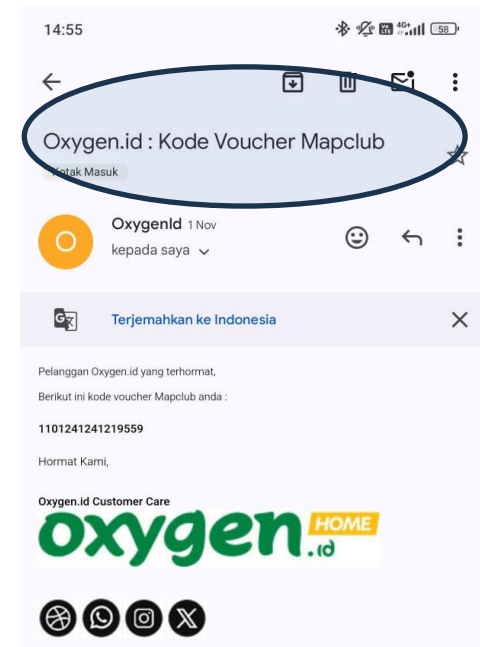 14:55
4G+
58
Oxygen.id : Kode Voucher Mapclub
Kotak Masuk
O
OxygenId 1 Nov
kepada saya
Terjemahkan ke Indonesia
Pelanggan Oxygen.id yang terhormat,
Berikut ini kode voucher Mapclub anda :
1101241241219559
Hormat Kami,
Oxygen.id Customer Care
oxygen.id HOME